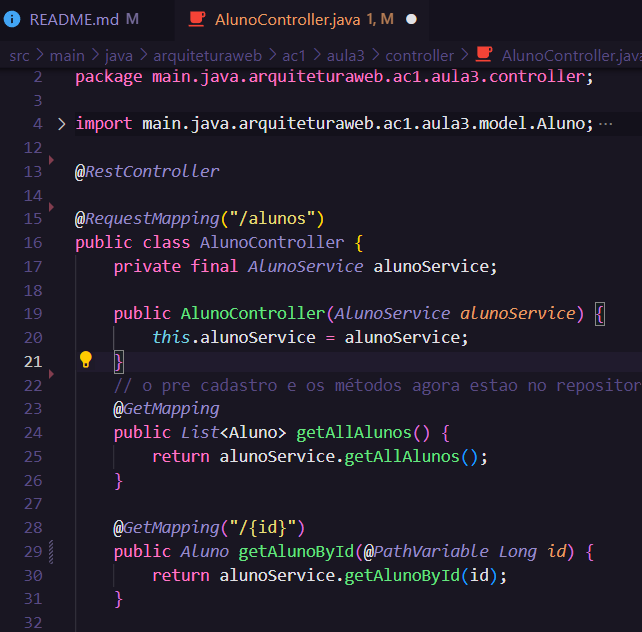 README.md M
AlunoController.java 1, M
src > main > java > arquiteturaweb > ac1 > aula3 > controller > AlunoController.java
2 package main.java.arquiteturaweb.ac1.aula3.controller;
3
4 import main.java.arquiteturaweb.ac1.aula3.model.Aluno; ...
12
13 @RestController
14
15 @RequestMapping("/alunos")
16 public class AlunoController {
17 private final AlunoService alunoService;
18
19 public AlunoController(AlunoService alunoService) {
20 this.alunoService = alunoService;
21 }
22 // o pre cadastro e os métodos agora estao no repositor
23 @GetMapping
24 public List<Aluno> getAllAlunos() {
25 return alunoService.getAllAlunos();
26 }
27
28 @GetMapping("/{id}")
29 public Aluno getAlunoById(@PathVariable Long id) {
30 return alunoService.getAlunoById(id);
31 }
32